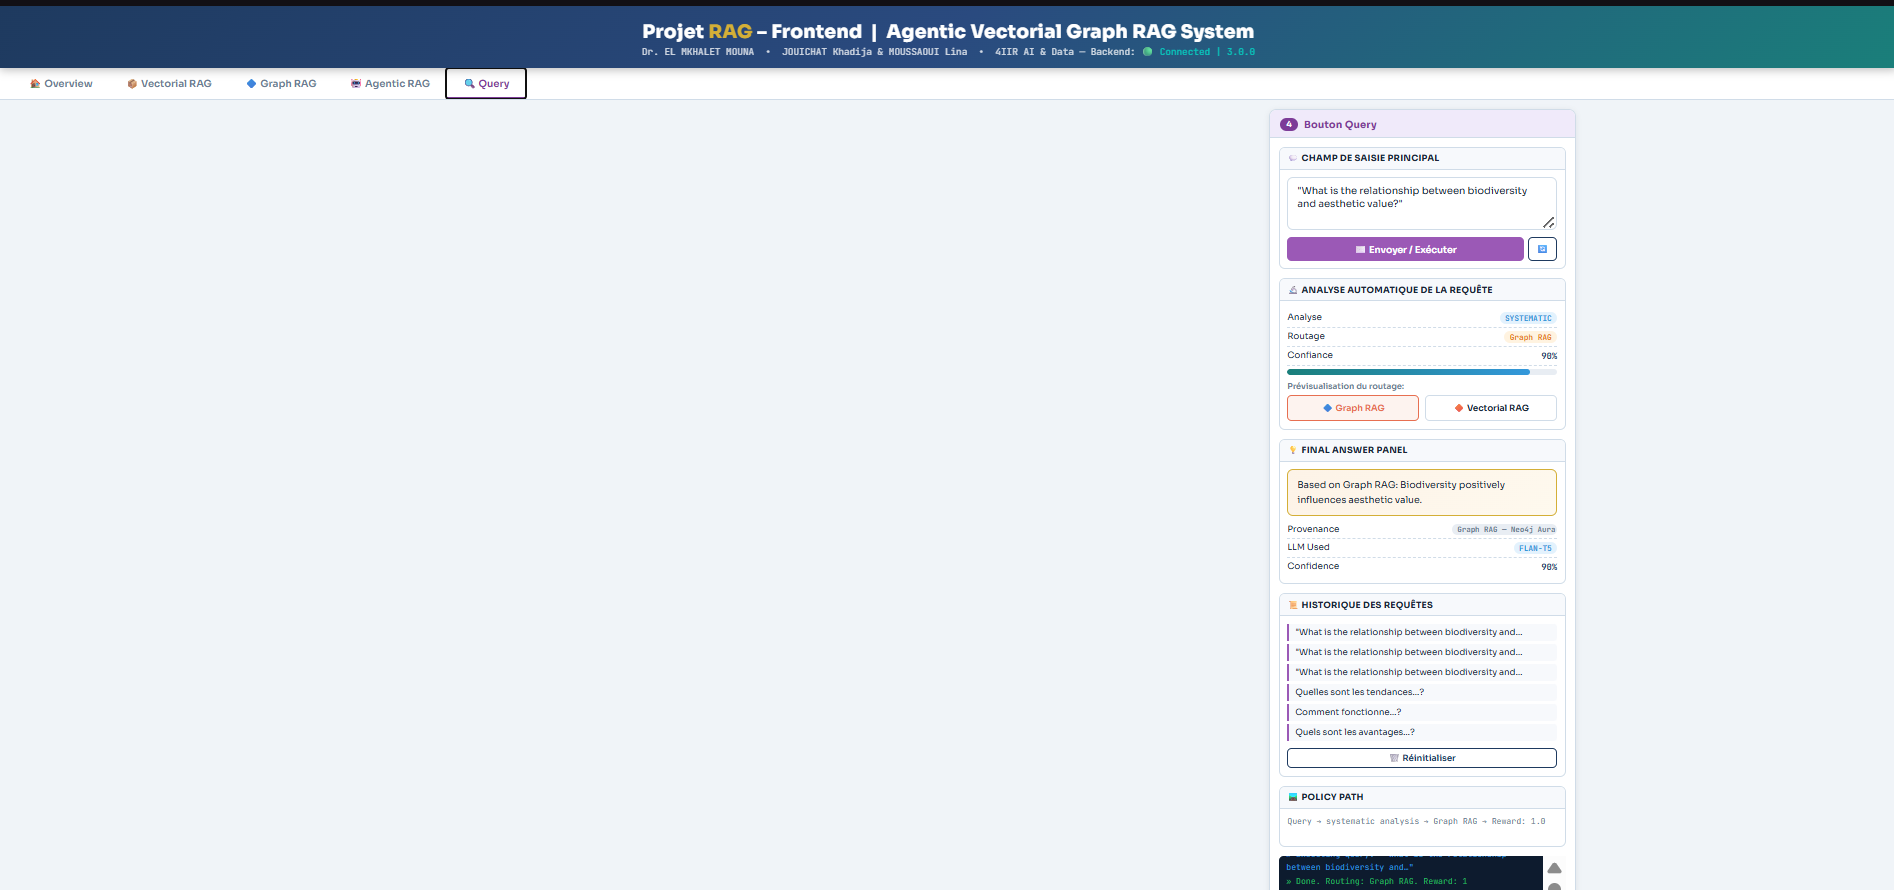 Projet RAG – Frontend | Agentic Vectorial Graph RAG System
Dr. EL MKHALET MOUNA • JOUICHAT Khadija & MOUSSAOUI Lina • 4IIR AI & Data — Backend: Connected | 3.0.0
Overview
Vectorial RAG
Graph RAG
Agentic RAG
Query
4 Bouton Query
CHAMP DE SAISIE PRINCIPAL
"What is the relationship between biodiversity
and aesthetic value?"
Envoyer / Exécuter
ANALYSE AUTOMATIQUE DE LA REQUÊTE
Analyse SYSTEMATIC
Routage Graph RAG
Confiance 90%
Prévisualisation du routage:
Graph RAG
Vectorial RAG
FINAL ANSWER PANEL
Based on Graph RAG: Biodiversity positively
influences aesthetic value.
Provenance Graph RAG — Neo4j Aura
LLM Used FLAN-T5
Confidence 90%
HISTORIQUE DES REQUÊTES
"What is the relationship between biodiversity and...
"What is the relationship between biodiversity and...
"What is the relationship between biodiversity and...
Quelles sont les tendances...?
Comment fonctionne...?
Quels sont les avantages...?
Réinitialiser
POLICY PATH
Query → systematic analysis → Graph RAG → Reward: 1.0
between biodiversity and…"
» Done. Routing: Graph RAG. Reward: 1